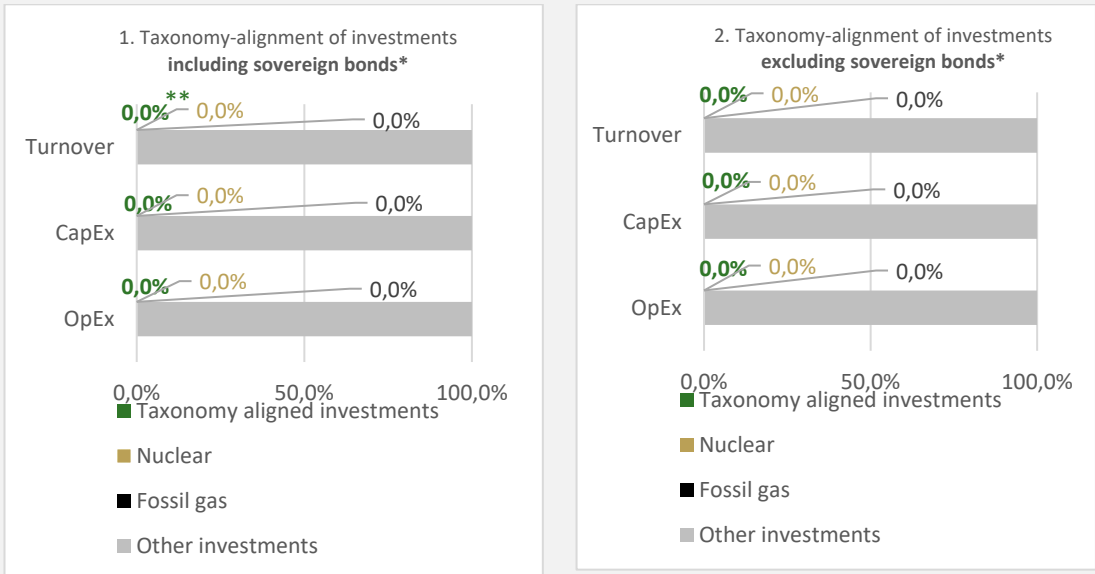 1. Taxonomy-alignment of investments
including sovereign bonds*
**
0,0% 0,0% 0,0%
Turnover
0,0% 0,0% 0,0%
CapEx
0,0% 0,0% 0,0%
OpEx
0,0% 50,0% 100,0%
Taxonomy aligned investments
Nuclear
Fossil gas
Other investments
2. Taxonomy-alignment of investments
excluding sovereign bonds*
0,0% 0,0% 0,0%
Turnover
0,0% 0,0% 0,0%
CapEx
0,0% 0,0% 0,0%
OpEx
0,0% 50,0% 100,0%
Taxonomy aligned investments
Nuclear
Fossil gas
Other investments